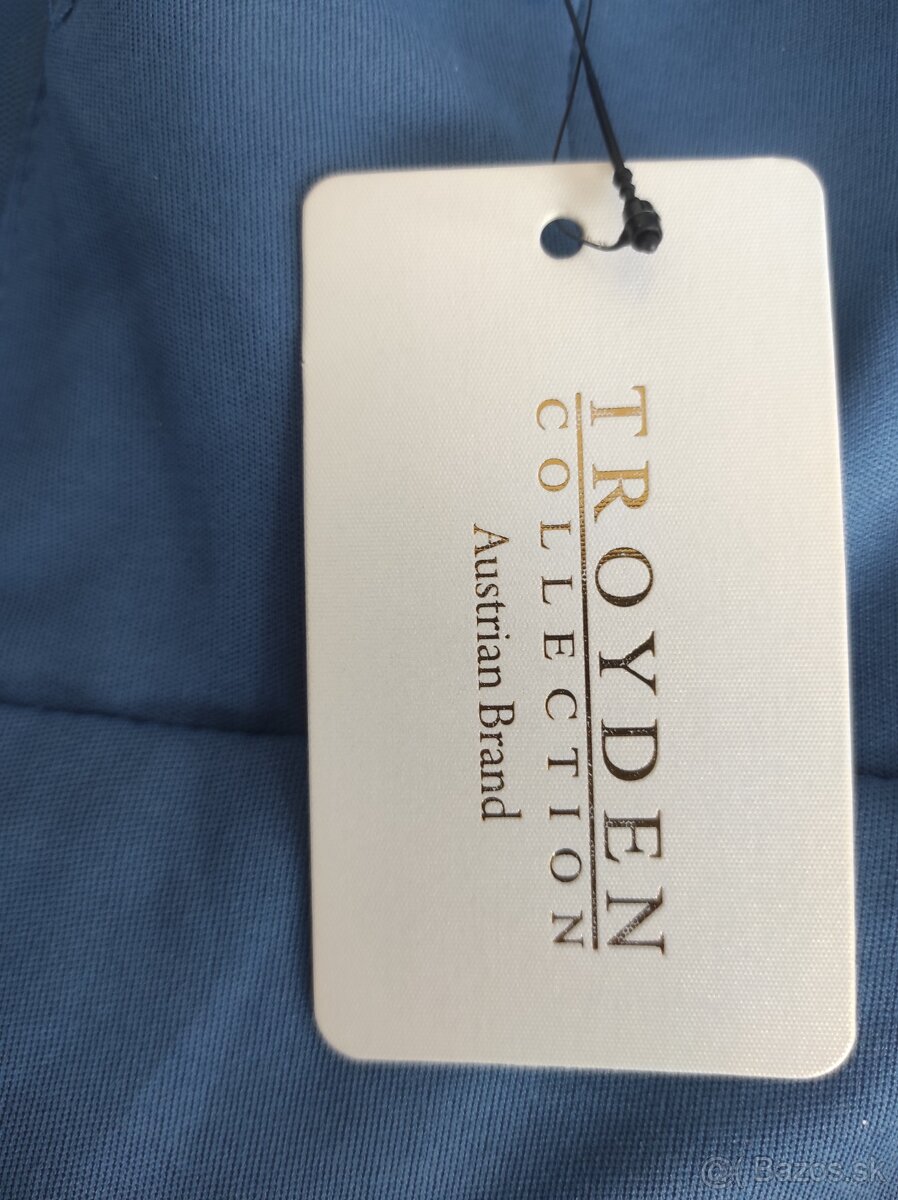 TROYDEN
COLLECTION
Austrian Brand
© Bazos.sk